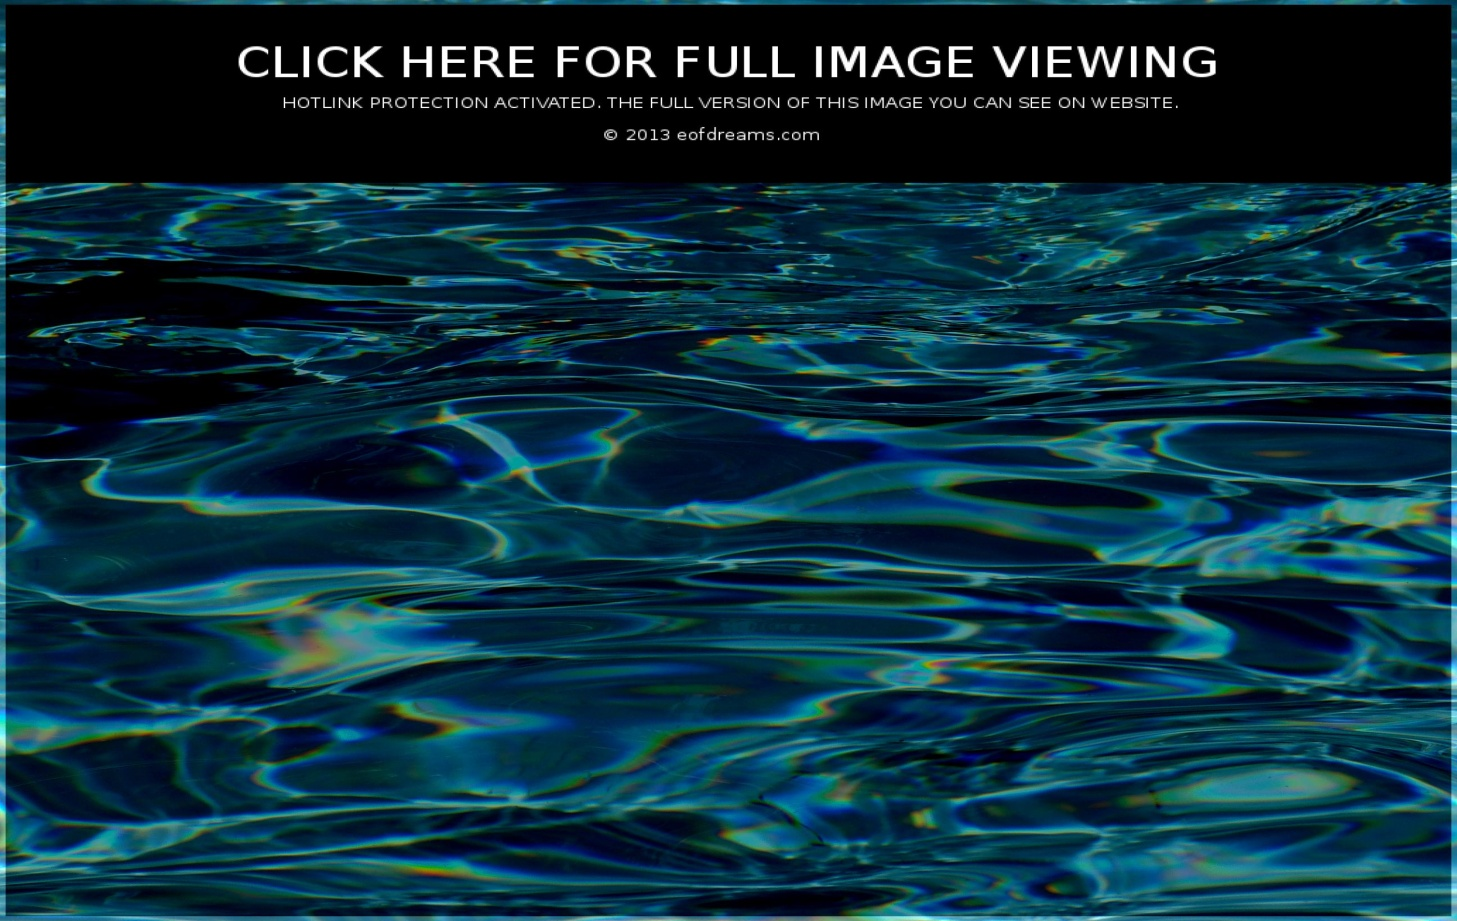 CLICK HERE FOR FULL IMAGE VIEWING
HOTLINK PROTECTION ACTIVATED. THE FULL VERSION OF THIS IMAGE YOU CAN SEE ON WEBSITE.
© 2013 eofdreams.com